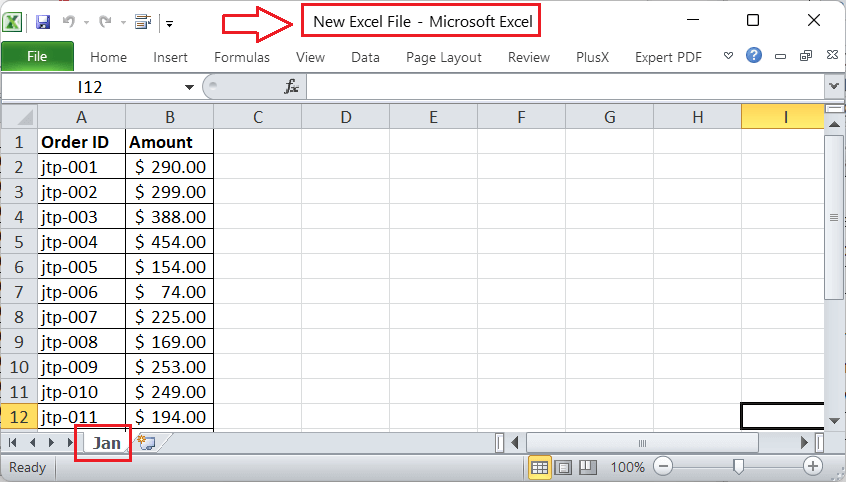 New Excel File - Microsoft Excel
File Home Insert Formulas View Data Page Layout Review PlusX Expert PDF
I12 fx
A B C D E F G H I
1 Order ID Amount
2 jtp-001 $ 290.00
3 jtp-002 $ 299.00
4 jtp-003 $ 388.00
5 jtp-004 $ 454.00
6 jtp-005 $ 154.00
7 jtp-006 $ 74.00
8 jtp-007 $ 225.00
9 jtp-008 $ 169.00
10 jtp-009 $ 253.00
11 jtp-010 $ 249.00
12 jtp-011 $ 194.00
Jan
Ready 100%